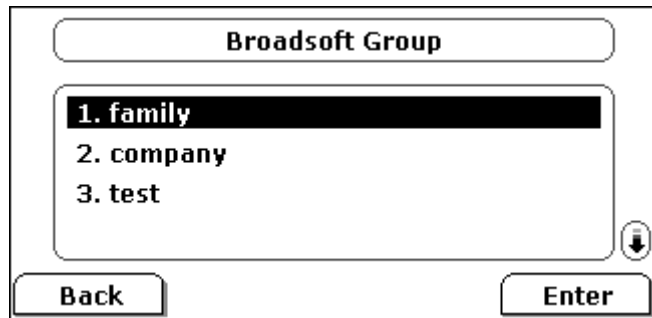 Broadsoft Group
1. family
2. company
3. test
Back
Enter